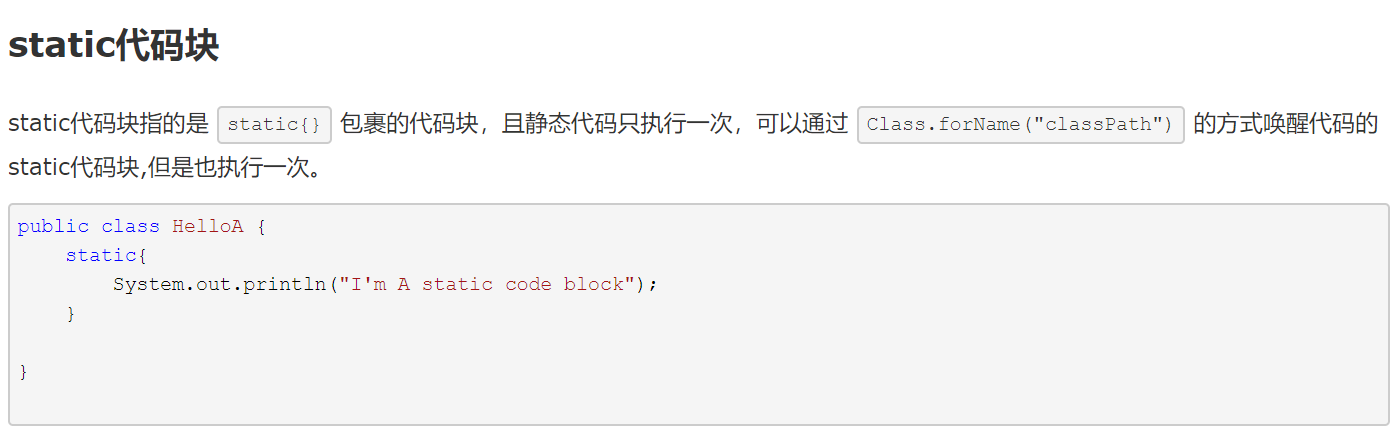 static代码块
static代码块指的是 static{} 包裹的代码块，且静态代码只执行一次，可以通过 Class.forName("classPath") 的方式唤醒代码的
static代码块,但是也执行一次。
public class HelloA {
    static{
        System.out.println("I'm A static code block");
    }
}